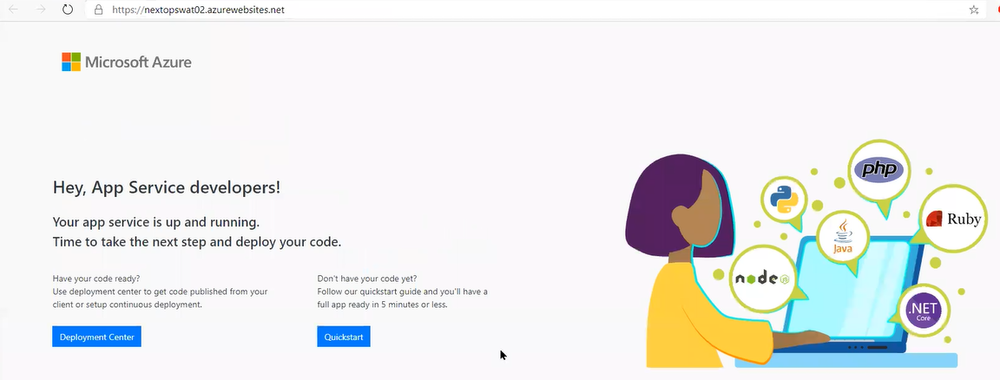 https://nextopswat02.azurewebsites.net
Microsoft Azure
Hey, App Service developers!
Your app service is up and running.
Time to take the next step and deploy your code.
Have your code ready?
Use deployment center to get code published from your
client or setup continuous deployment.
Deployment Center
Don't have your code yet?
Follow our quickstart guide and you'll have a
full app ready in 5 minutes or less.
Quickstart
php
Ruby
Java
node
JS
.NET
Core